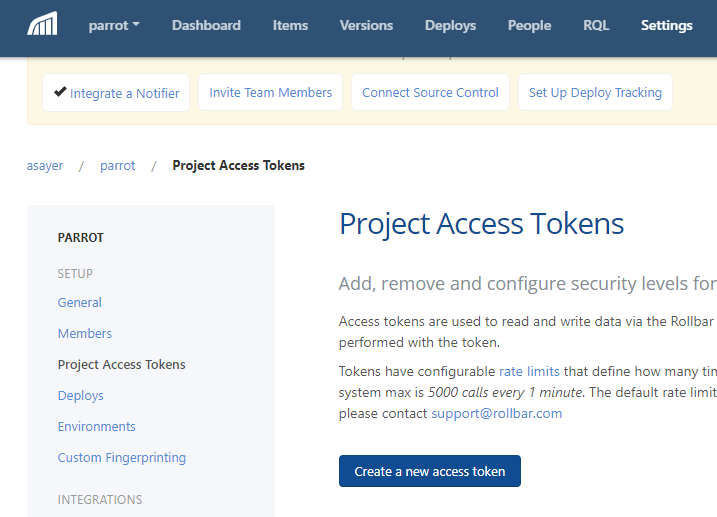 parrot Dashboard Items Versions Deploys People RQL Settings
Integrate a Notifier Invite Team Members Connect Source Control Set Up Deploy Tracking
asayer / parrot / Project Access Tokens
PARROT
SETUP
General
Members
Project Access Tokens
Deploys
Environments
Custom Fingerprinting
INTEGRATIONS
Project Access Tokens
Add, remove and configure security levels for
Access tokens are used to read and write data via the Rollbar
performed with the token.
Tokens have configurable rate limits that define how many
system max is 5000 calls every 1 minute. The default rate
please contact support@rollbar.com
Create a new access token